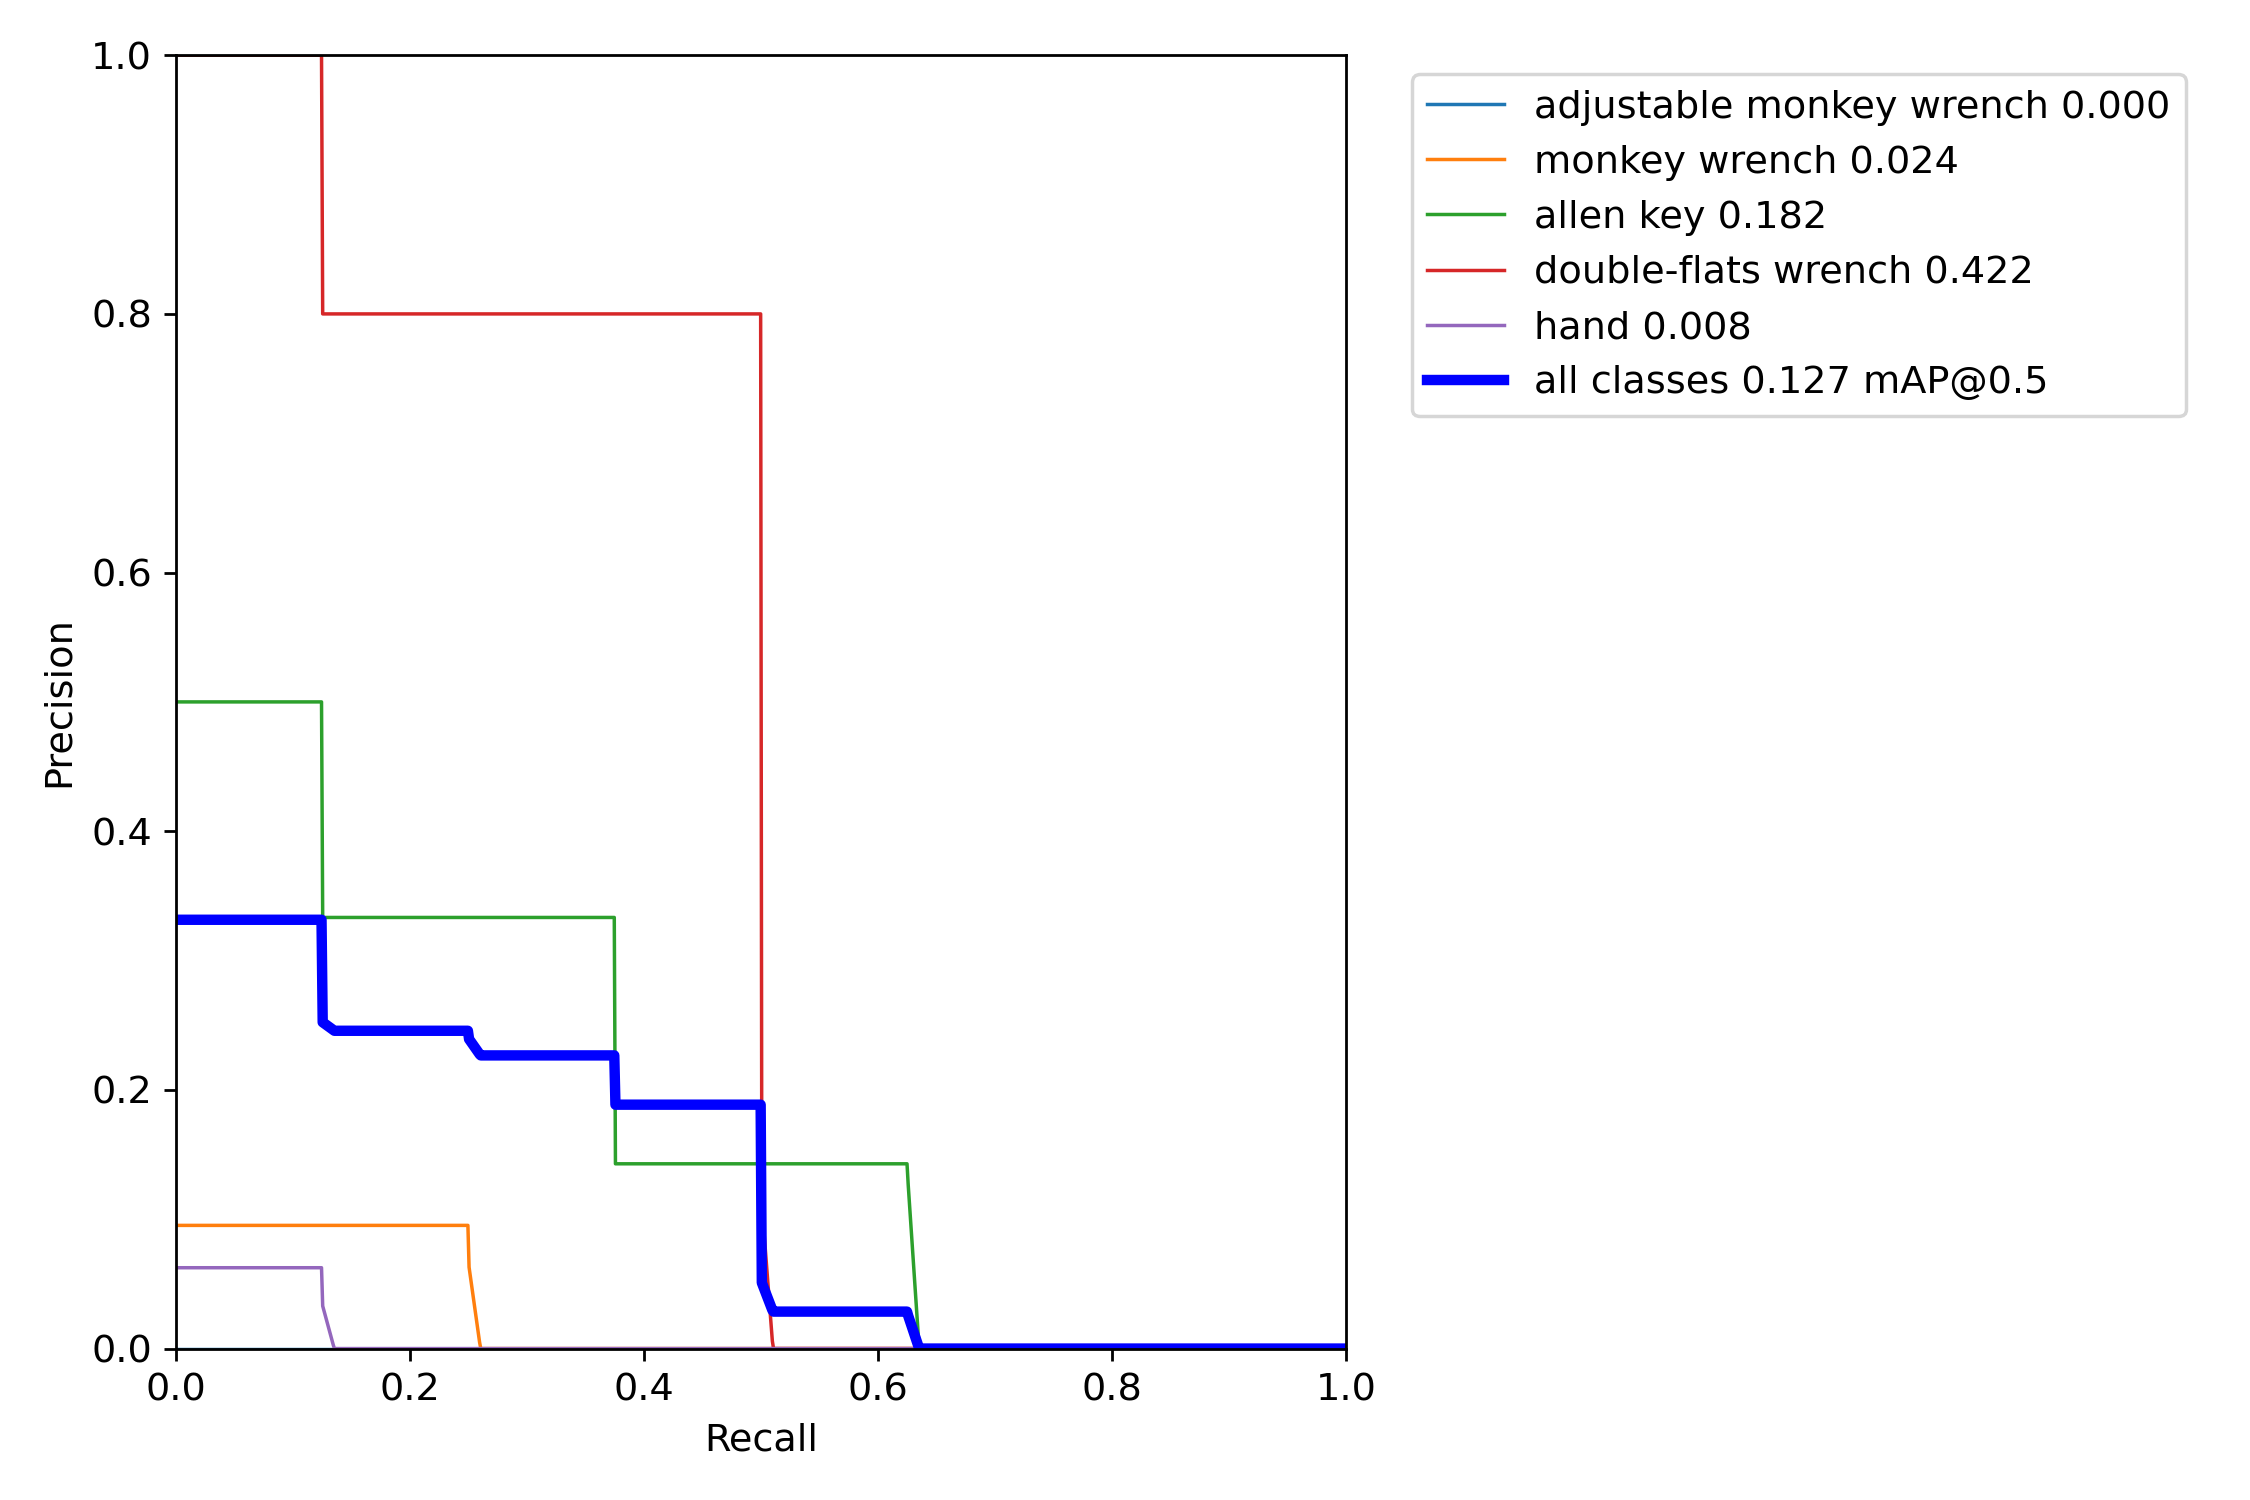 1.0
0.8
0.6
0.4
0.2
0.0
Precision
0.0 0.2 0.4 0.6 0.8 1.0
Recall
adjustable monkey wrench 0.000
monkey wrench 0.024
allen key 0.182
double-flats wrench 0.422
hand 0.008
all classes 0.127 mAP@0.5